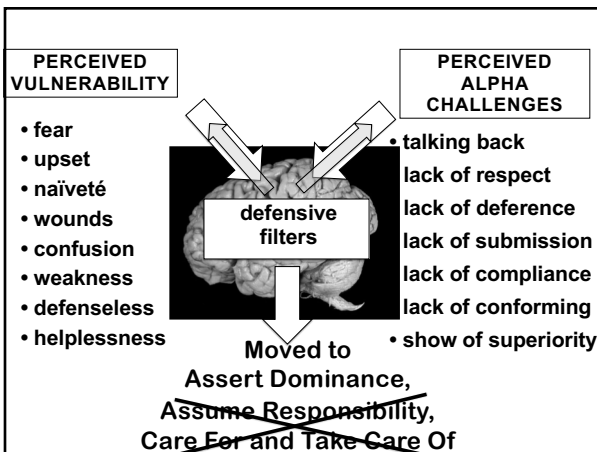 PERCEIVED
VULNERABILITY
• fear
• upset
• naïveté
• wounds
• confusion
• weakness
• defenseless
• helplessness
PERCEIVED
ALPHA
CHALLENGES
• talking back
lack of respect
lack of deference
lack of submission
lack of compliance
lack of conforming
• show of superiority
defensive
filters
Moved to
Assert Dominance,
Assume Responsibility,
Care For and Take Care Of